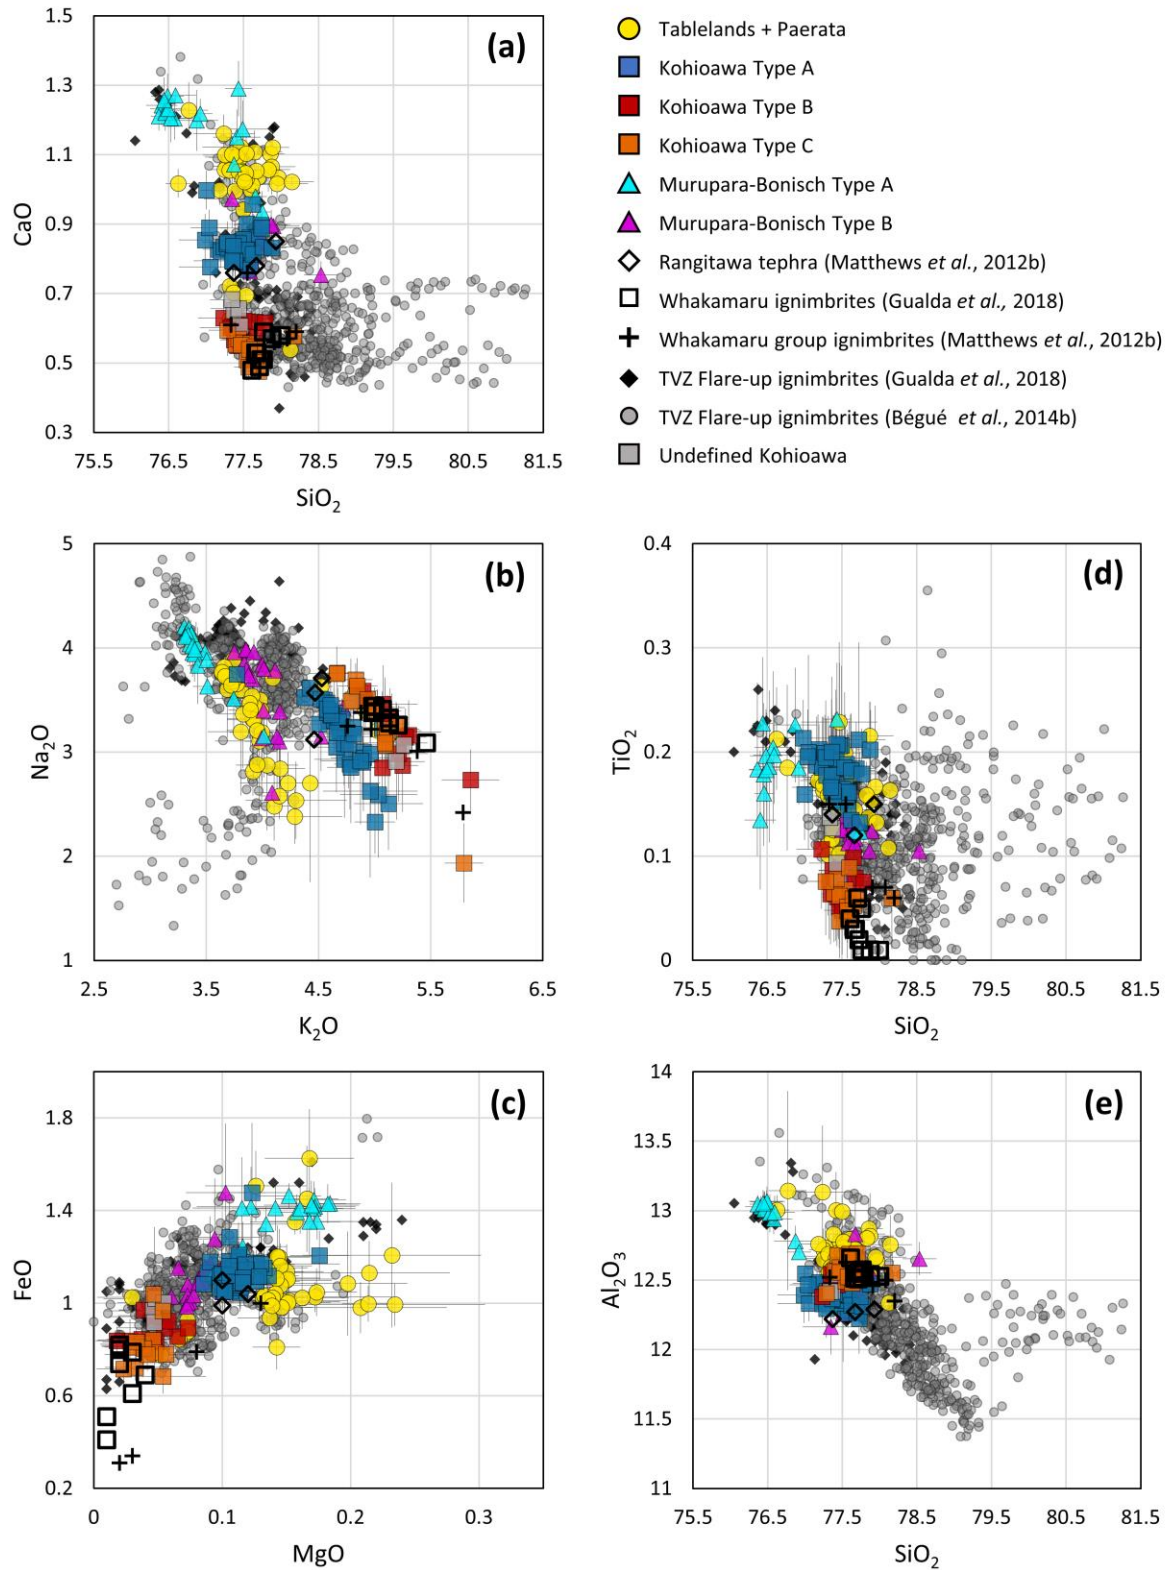 (a)
1.5
1.3
1.1
0.9
0.7
0.5
0.3
CaO
75.5 76.5 77.5 78.5 79.5 80.5 81.5
SiO₂
Tablelands + Paerata
Kohioawa Type A
Kohioawa Type B
Kohioawa Type C
Murupara-Bonisch Type A
Murupara-Bonisch Type B
Rangitawa tephra (Matthews et al., 2012b)
Whakamaru ignimbrites (Gualda et al., 2018)
Whakamaru group ignimbrites (Matthews et al., 2012b)
TVZ Flare-up ignimbrites (Gualda et al., 2018)
TVZ Flare-up ignimbrites (Bégué et al., 2014b)
Undefined Kohioawa
(b)
5
4
3
2
1
Na₂O
2.5 3.5 4.5 5.5 6.5
K₂O
(d)
0.4
0.3
0.2
0.1
0
TiO₂
75.5 76.5 77.5 78.5 79.5 80.5 81.5
SiO₂
(c)
1.8
1.4
1
0.6
0.2
FeO
0 0.1 0.2 0.3
MgO
(e)
14
13.5
13
12.5
12
11.5
11
Al₂O₃
75.5 76.5 77.5 78.5 79.5 80.5 81.5
SiO₂